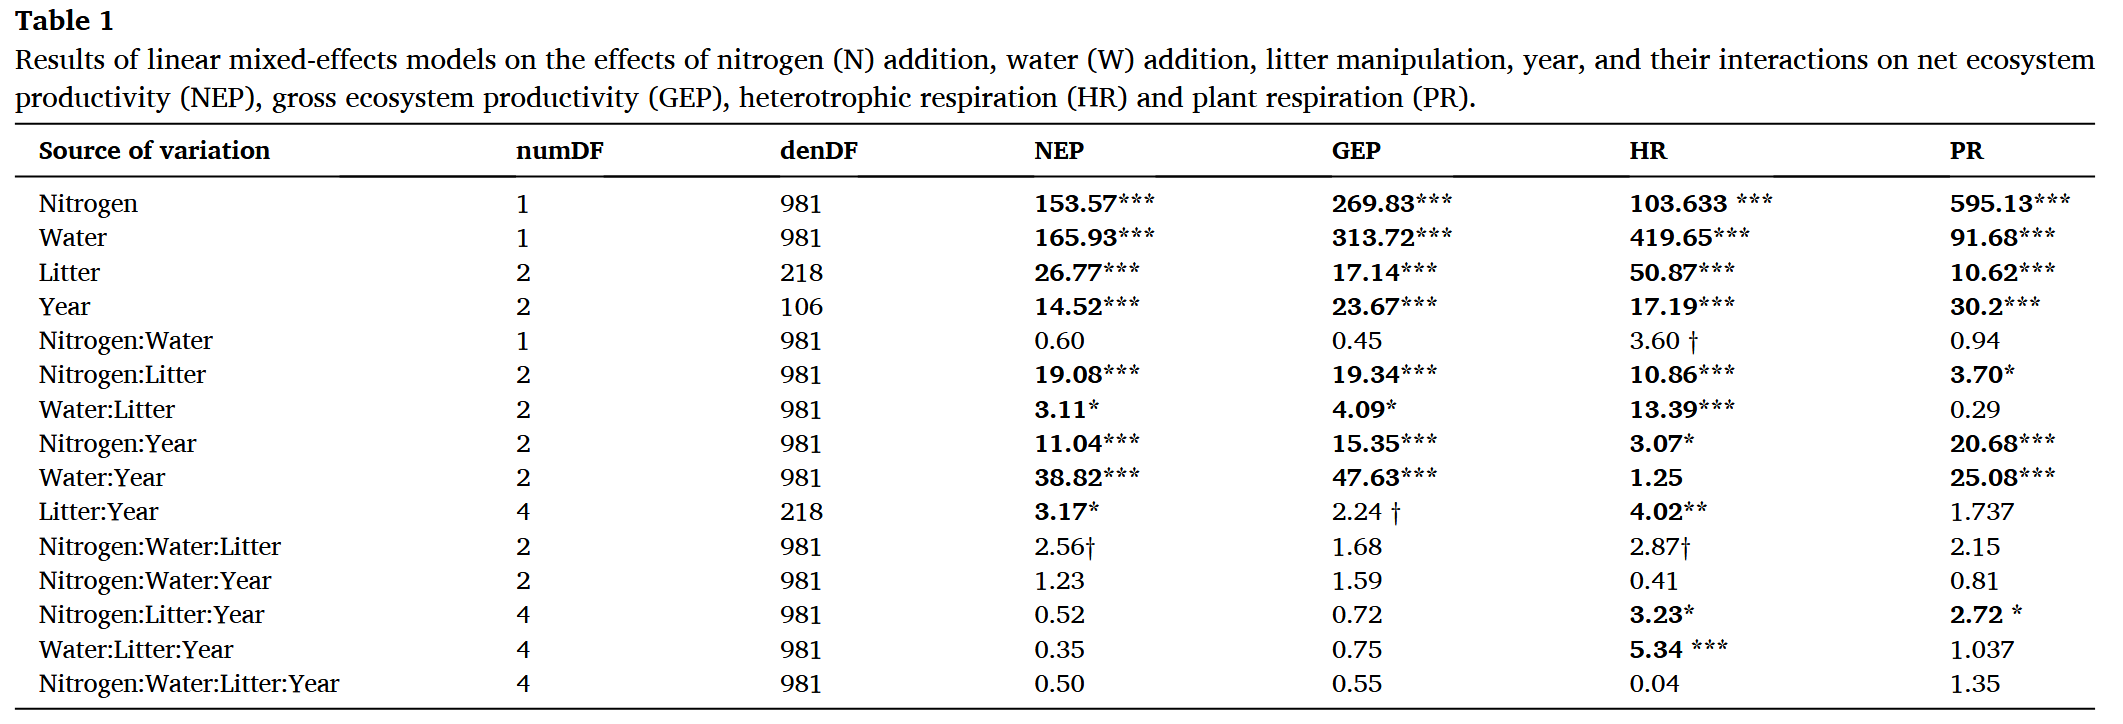 Table 1
Results of linear mixed-effects models on the effects of nitrogen (N) addition, water (W) addition, litter manipulation, year, and their interactions on net ecosystem
productivity (NEP), gross ecosystem productivity (GEP), heterotrophic respiration (HR) and plant respiration (PR).
Source of variation numDF denDF NEP GEP HR PR
Nitrogen 1 981 153.57*** 269.83*** 103.633 *** 595.13***
Water 1 981 165.93*** 313.72*** 419.65*** 91.68***
Litter 2 218 26.77*** 17.14*** 50.87*** 10.62***
Year 2 106 14.52*** 23.67*** 17.19*** 30.2***
Nitrogen:Water 1 981 0.60 0.45 3.60 † 0.94
Nitrogen:Litter 2 981 19.08*** 19.34*** 10.86*** 3.70*
Water:Litter 2 981 3.11* 4.09* 13.39*** 0.29
Nitrogen:Year 2 981 11.04*** 15.35*** 3.07* 20.68***
Water:Year 2 981 38.82*** 47.63*** 1.25 25.08***
Litter:Year 4 218 3.17* 2.24 † 4.02** 1.737
Nitrogen:Water:Litter 2 981 2.56† 1.68 2.87† 2.15
Nitrogen:Water:Year 2 981 1.23 1.59 0.41 0.81
Nitrogen:Litter:Year 4 981 0.52 0.72 3.23* 2.72 *
Water:Litter:Year 4 981 0.35 0.75 5.34 *** 1.037
Nitrogen:Water:Litter:Year 4 981 0.50 0.55 0.04 1.35